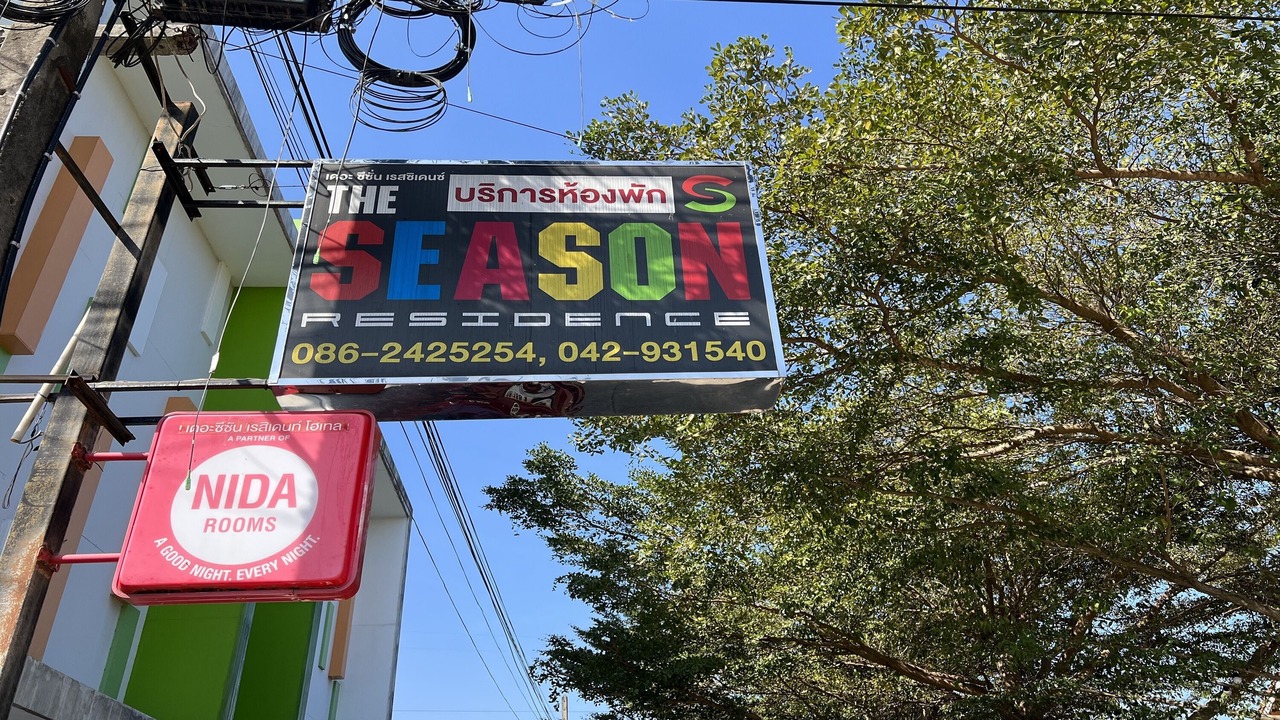 เดอะ ซีซั่น เรสซิเดนซ์
THE
บริการห้องพัก
S
SEASON
RESIDENCE
086-2425254, 042-931540
เดอะซีซั่น เรสิเดนท์ โฮเทล
A PARTNER OF
NIDA
ROOMS
A GOOD NIGHT. EVERY NIGHT.